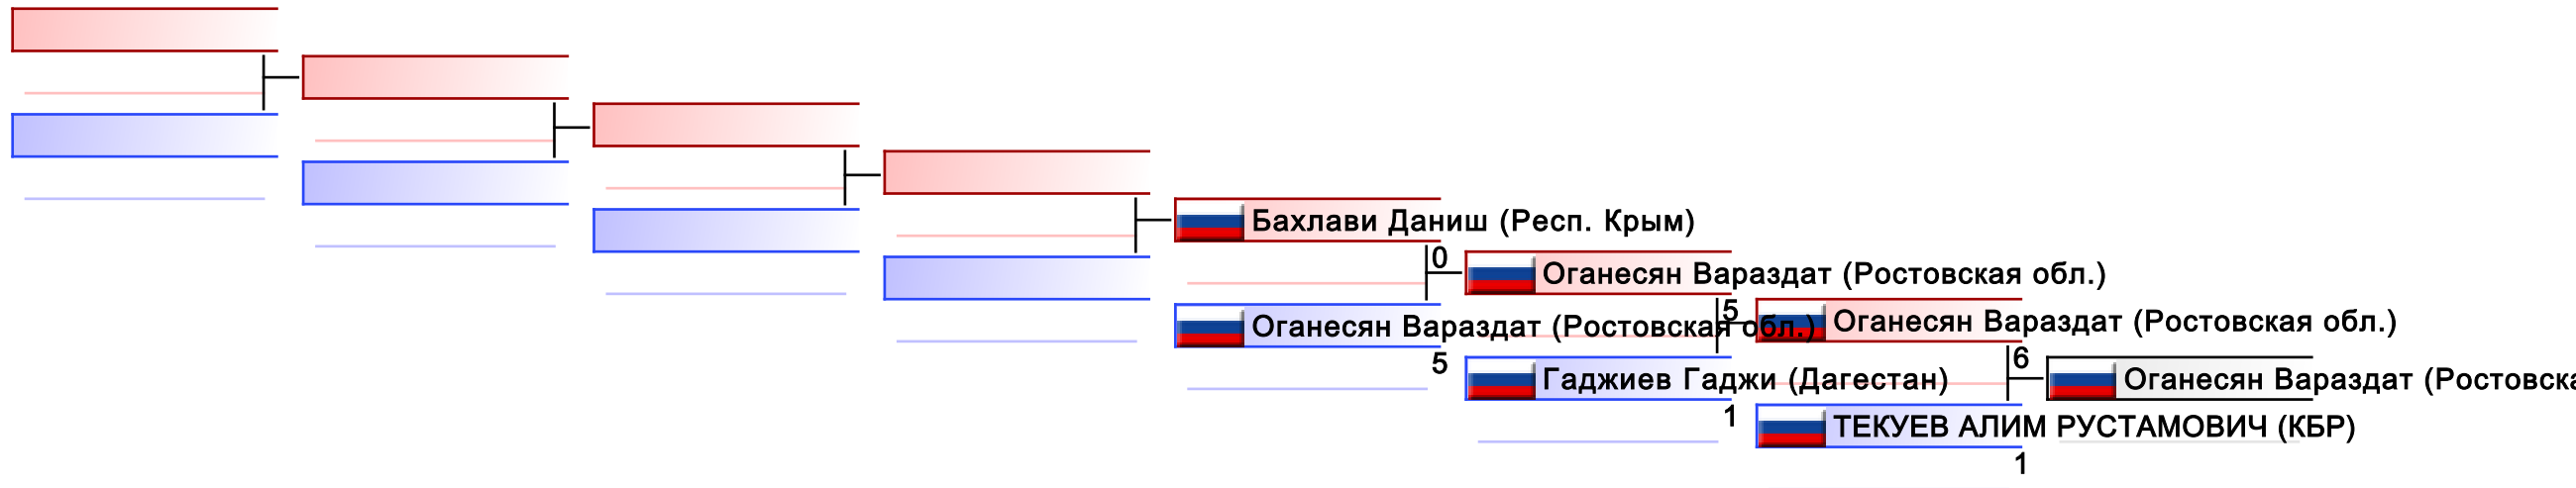 Бахлави Даниш (Респ. Крым)
0
Оганесян Вараздат (Ростовская обл.)
5
Оганесян Вараздат (Ростовская обл.)
Оганесян Вараздат (Ростовская обл.)
6
5
Гаджиев Гаджи (Дагестан)
Оганесян Вараздат (Ростовска
1
ТЕКУЕВ АЛИМ РУСТАМОВИЧ (КБР)
1